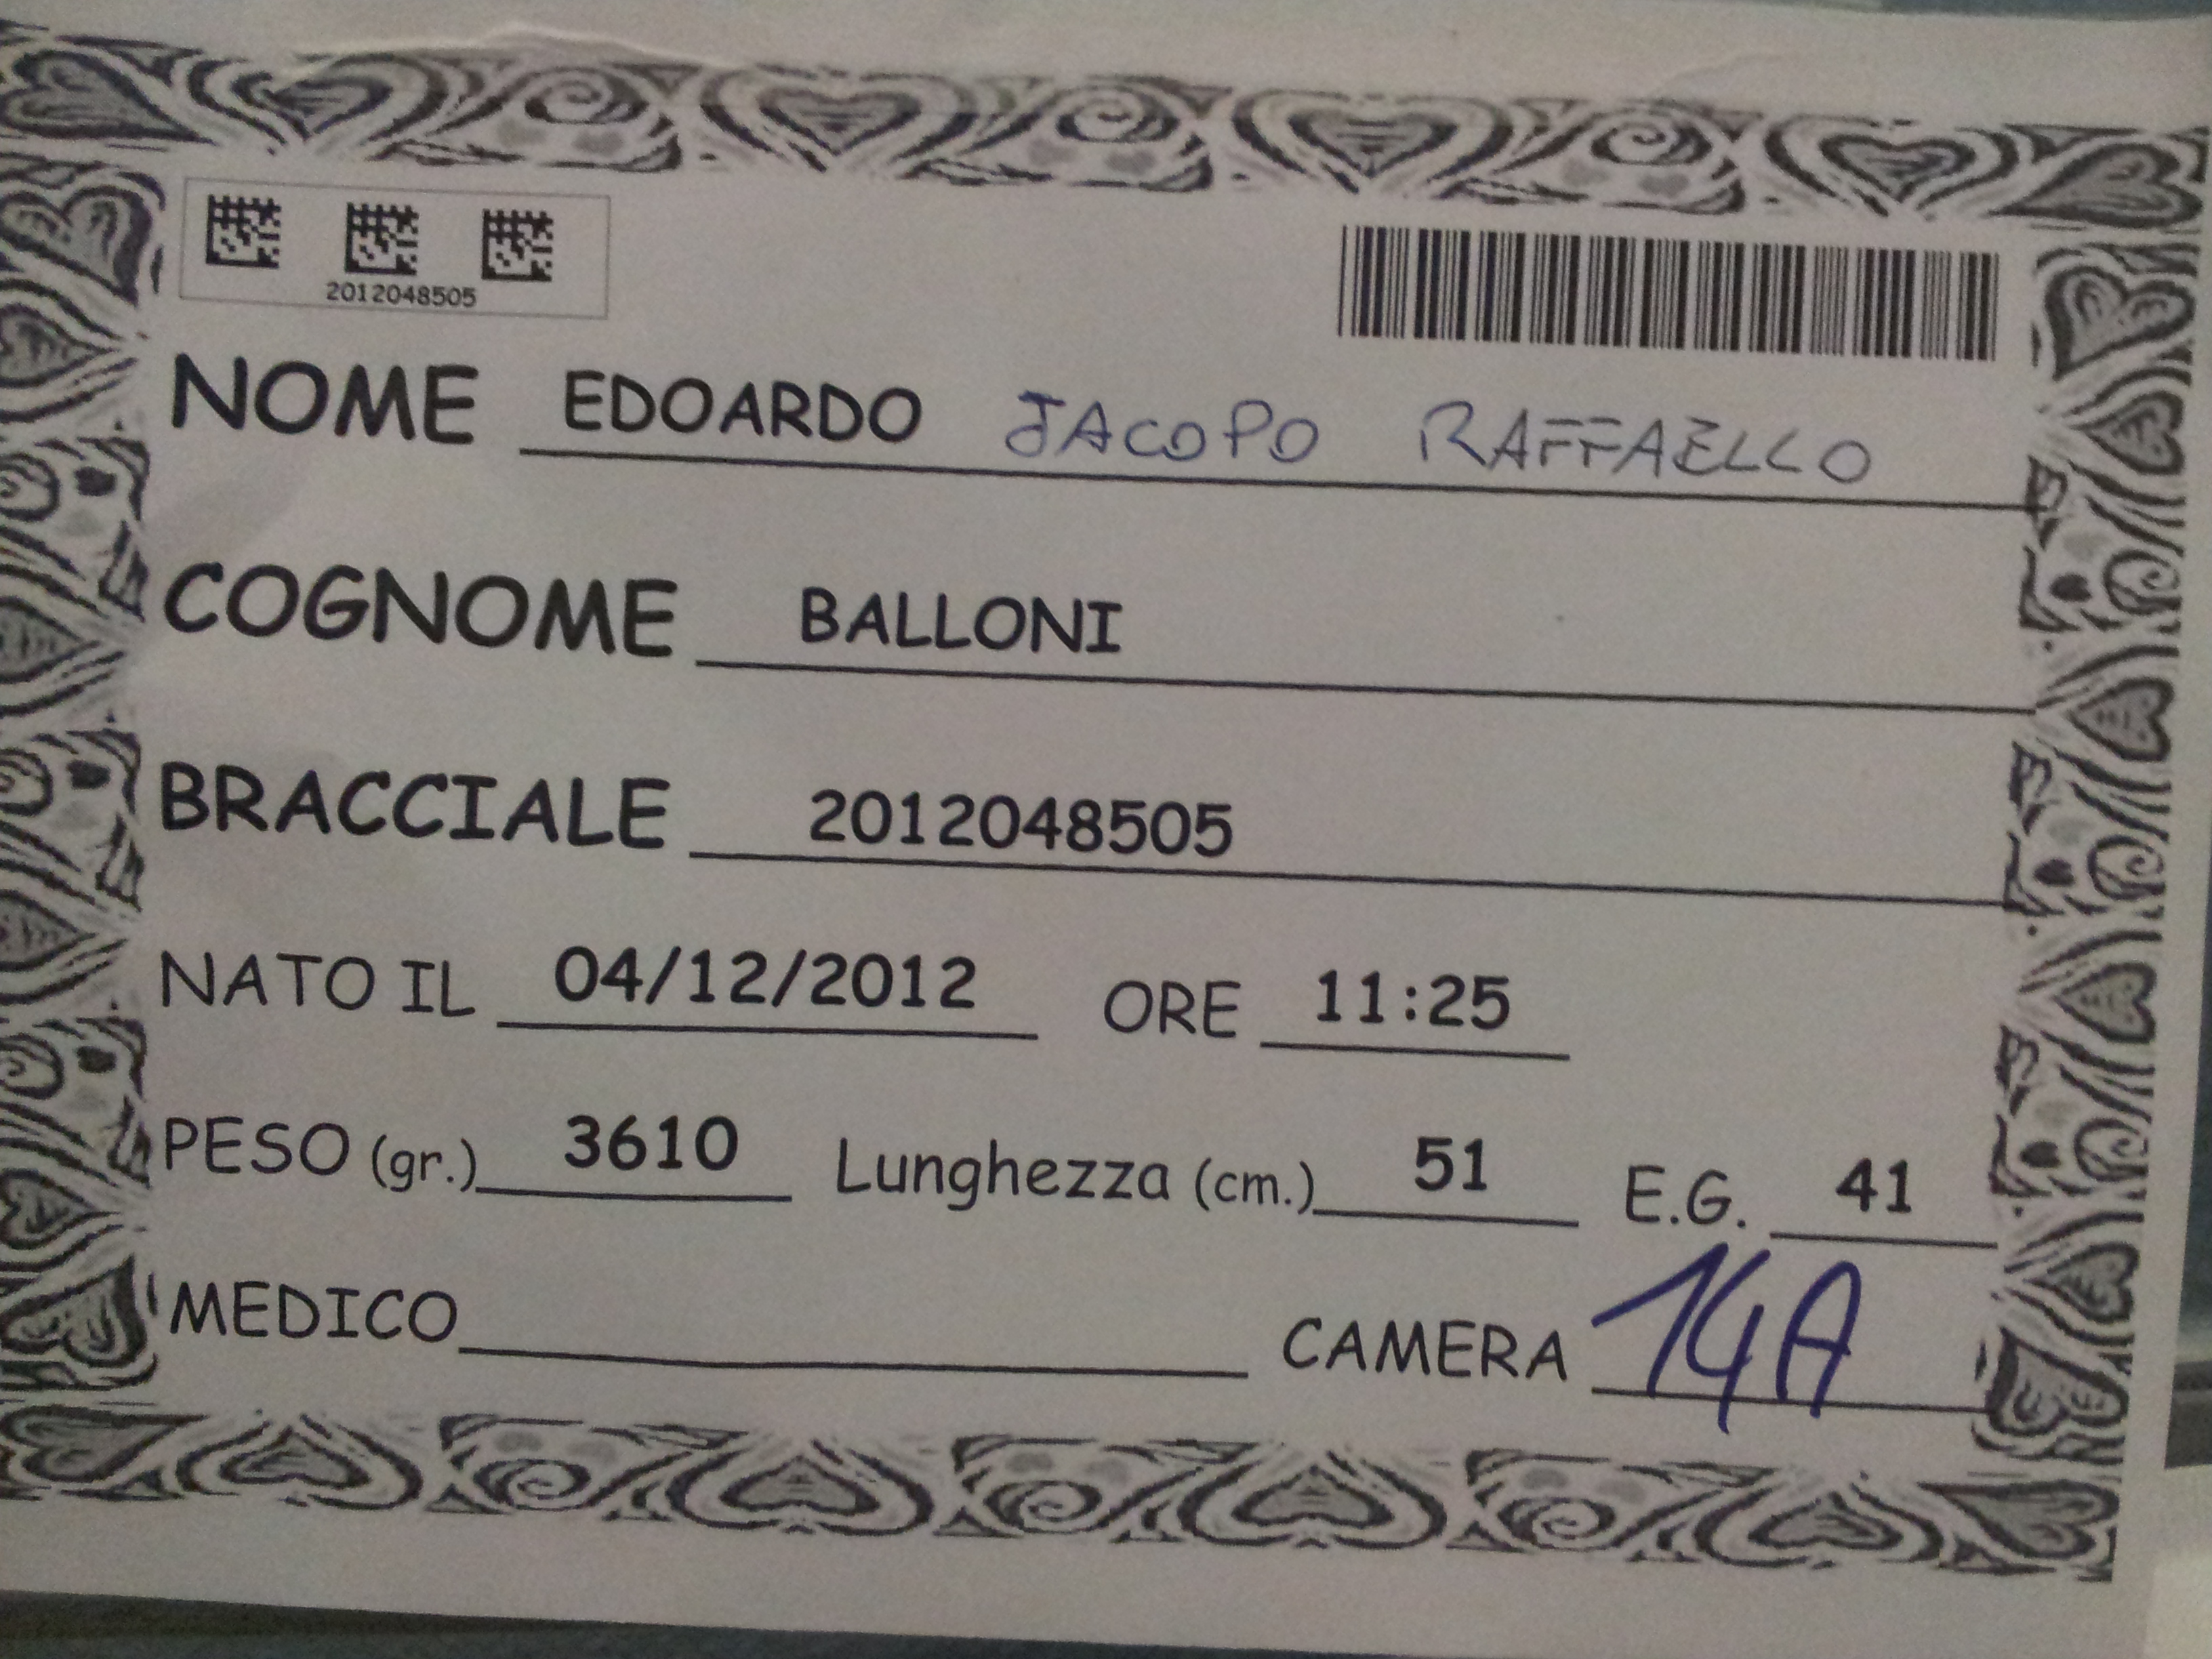 2012048505
NOME EDOARDO JACOPO RAFFAELLO
COGNOME BALLONI
BRACCIALE 2012048505
NATO IL 04/12/2012 ORE 11:25
PESO (gr.) 3610 Lunghezza (cm.) 51 E.G. 41
MEDICO CAMERA 14A